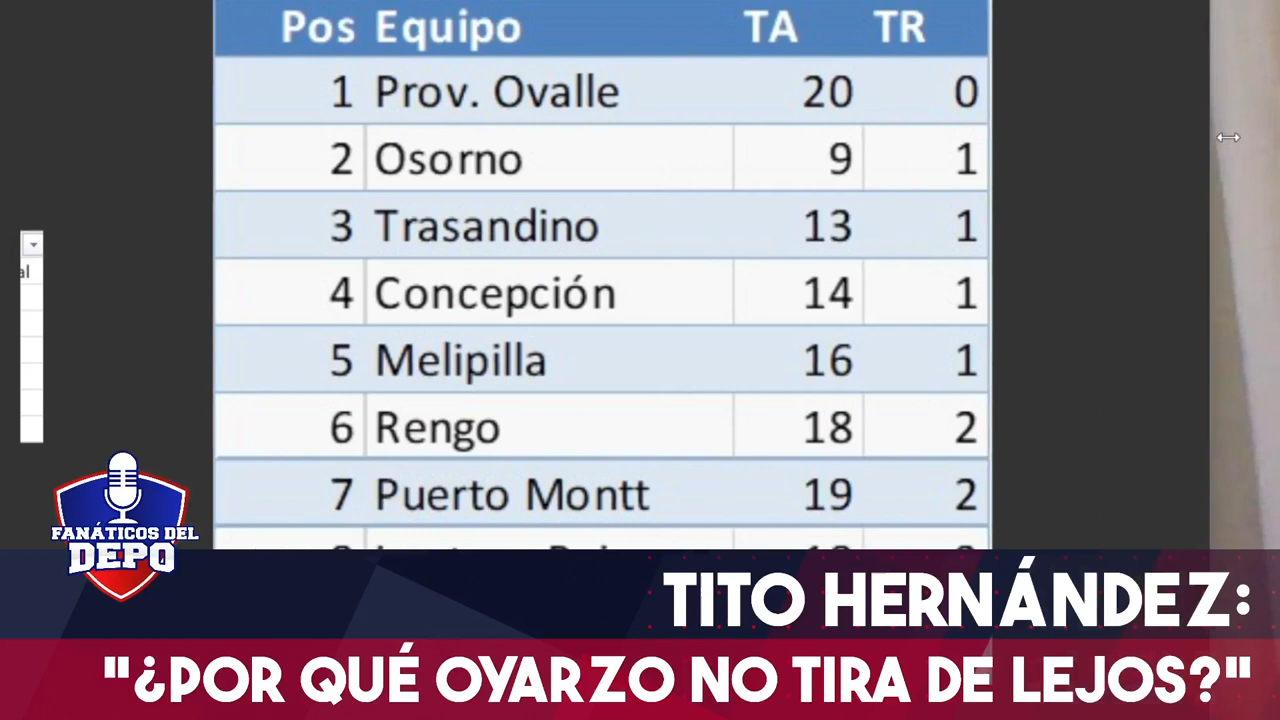 Pos Equipo TA TR
1 Prov. Ovalle 20 0
2 Osorno 9 1
3 Trasandino 13 1
4 Concepción 14 1
5 Melipilla 16 1
6 Rengo 18 2
7 Puerto Montt 19 2
al
FANÁTICOS DEL
DEPO
TITO HERNÁNDEZ:
"¿POR QUÉ OYARZO NO TIRA DE LEJOS?"